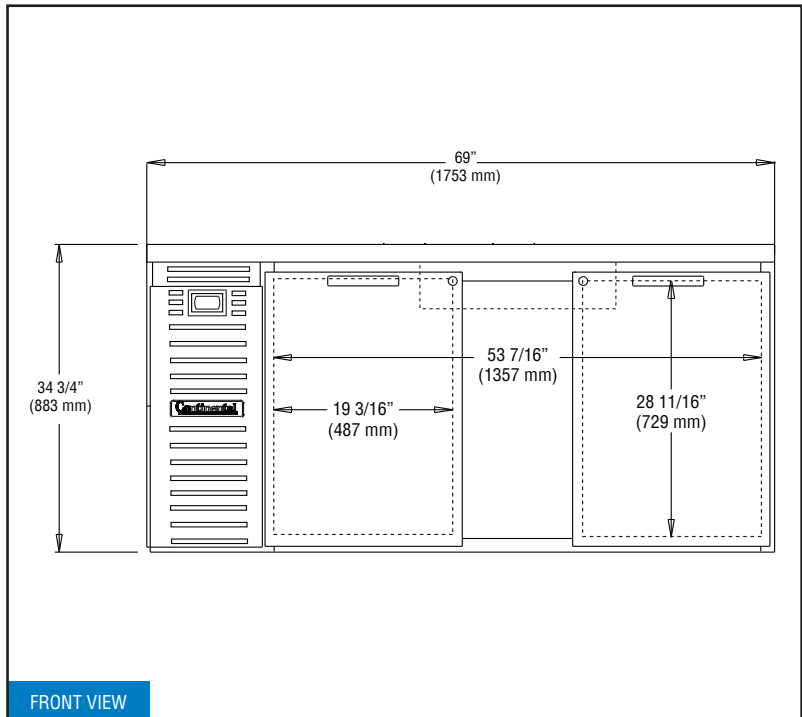 69”
(1753 mm)
34 3/4”
(883 mm)
Continental
53 7/16”
(1357 mm)
19 3/16”
(487 mm)
28 11/16”
(729 mm)
FRONT VIEW